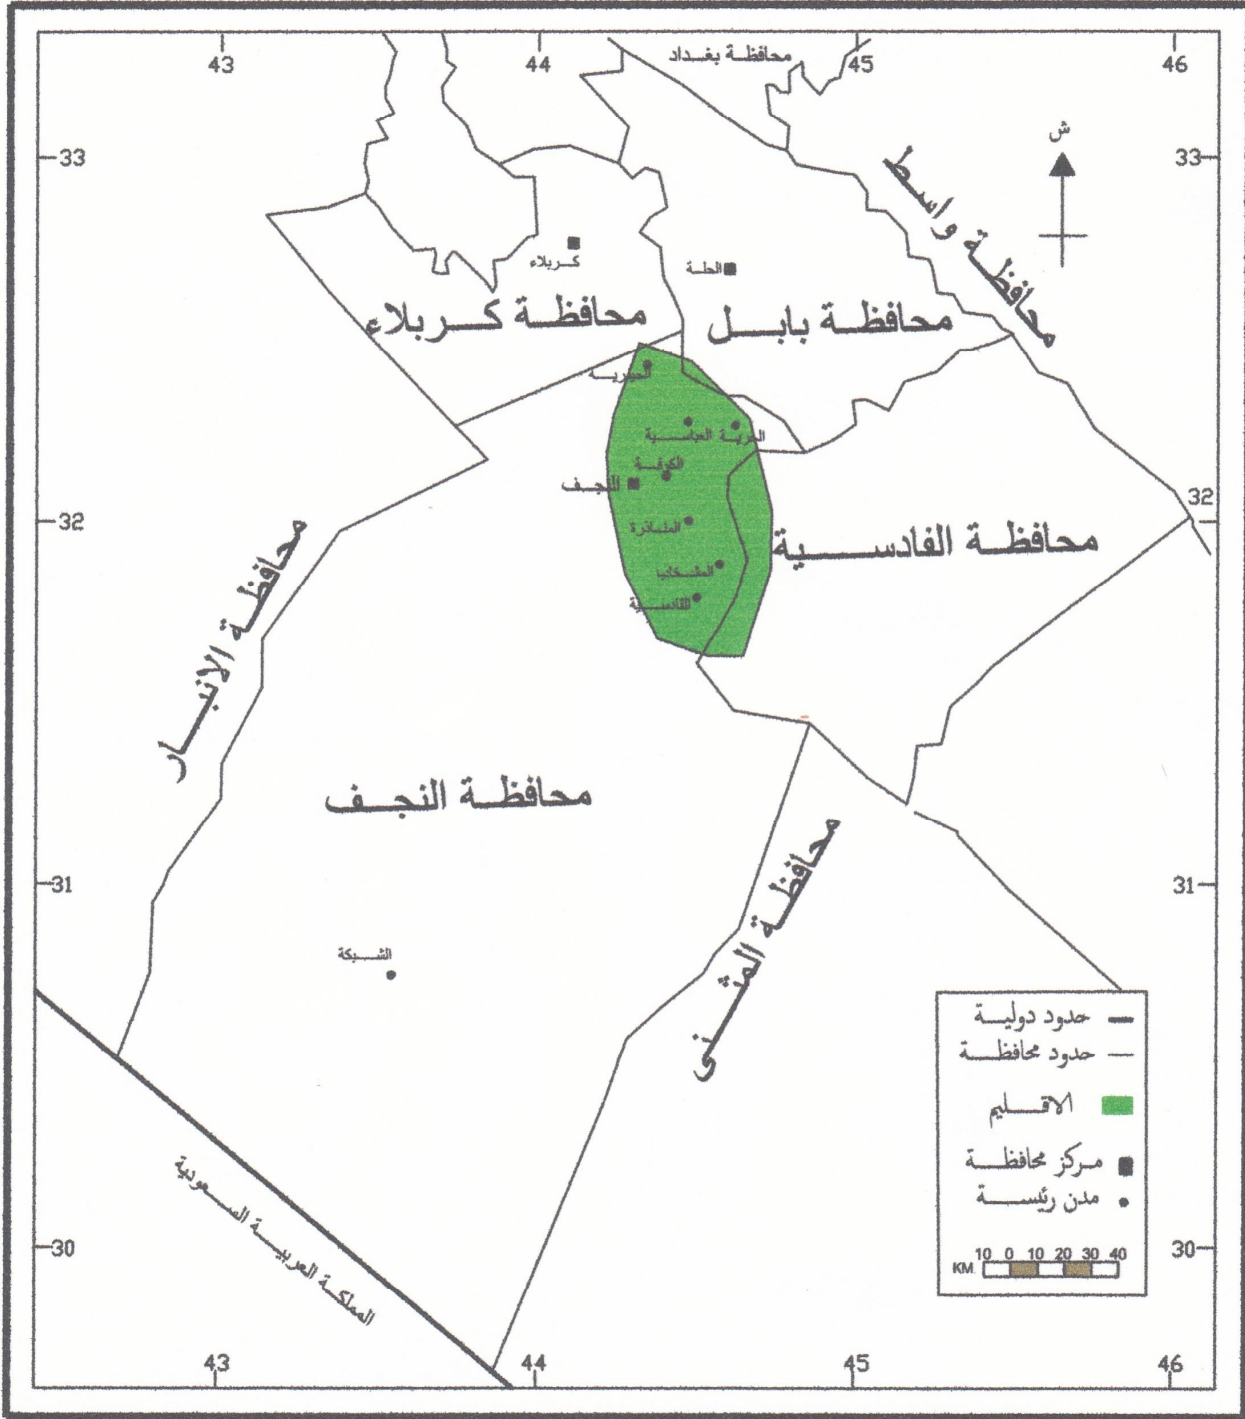 43 44 45 46
محافظة بغداد
ش
33 33
محافظة واسط
كربلاء
الحلة
محافظة كربلاء
محافظة بابل
الحيدرية
العباسية
الحرية
الكوفة
النجف
32 32
المناذرة
محافظة القادسية
المشخاب
القادسية
محافظة الانبار
محافظة النجف
محافظة المثنى
31 31
الشبكة
حدود دولية
حدود محافظة
الاقليم
مركز محافظة
مدن رئيسة
30 30
KM. 10 0 10 20 30 40
المملكة العربية السعودية
43 44 45 46